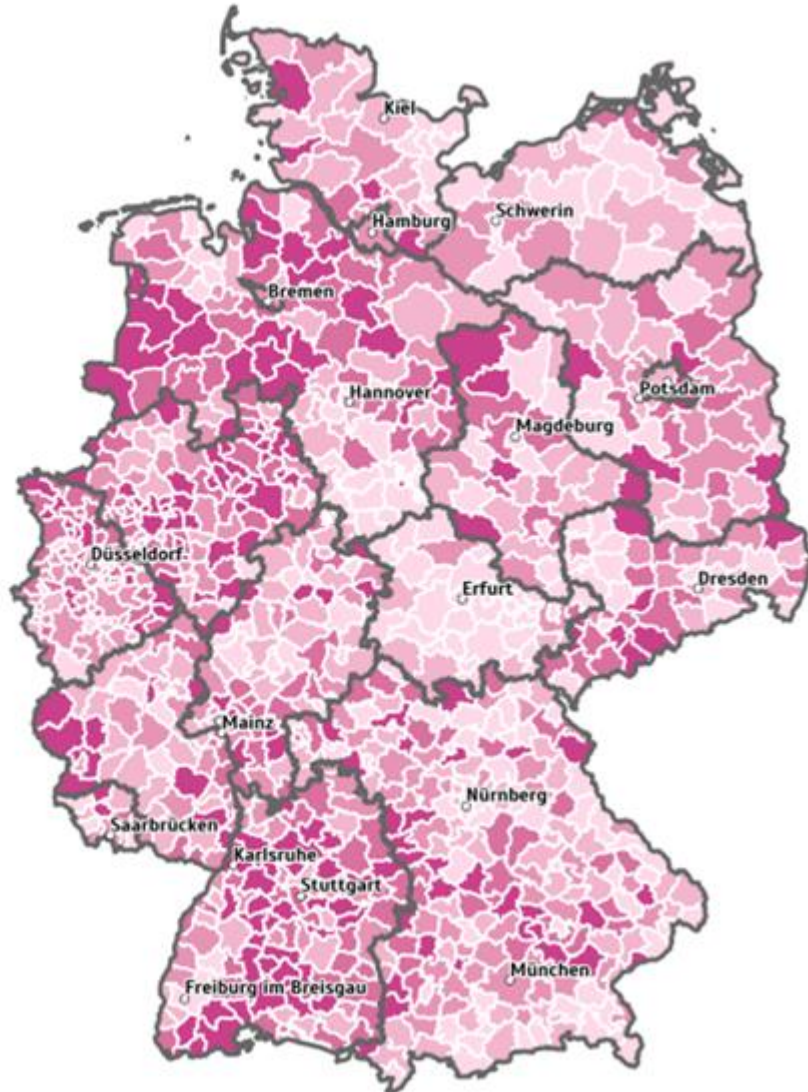 Kiel
Hamburg
Schwerin
Bremen
Hannover
Potsdam
Magdeburg
Düsseldorf
Erfurt
Dresden
Mainz
Nürnberg
Saarbrücken
Karlsruhe
Stuttgart
München
Freiburg im Breisgau